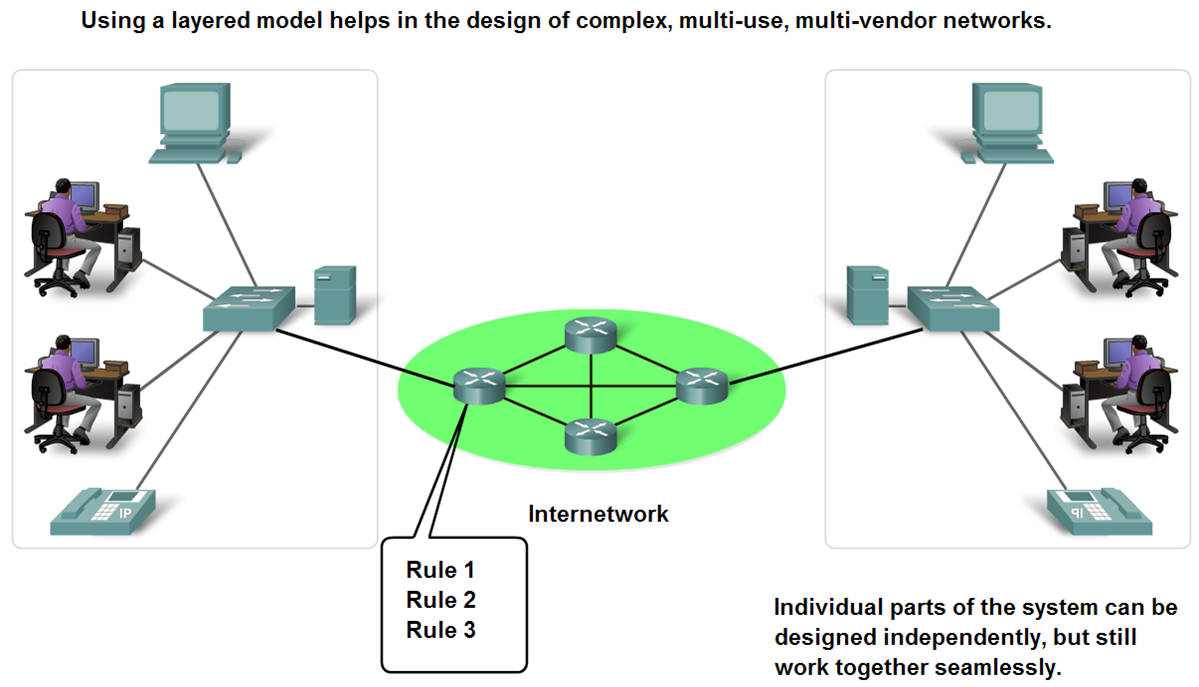 Using a layered model helps in the design of complex, multi-use, multi-vendor networks.
IP
IP
Internetwork
Rule 1
Rule 2
Rule 3
Individual parts of the system can be
designed independently, but still
work together seamlessly.